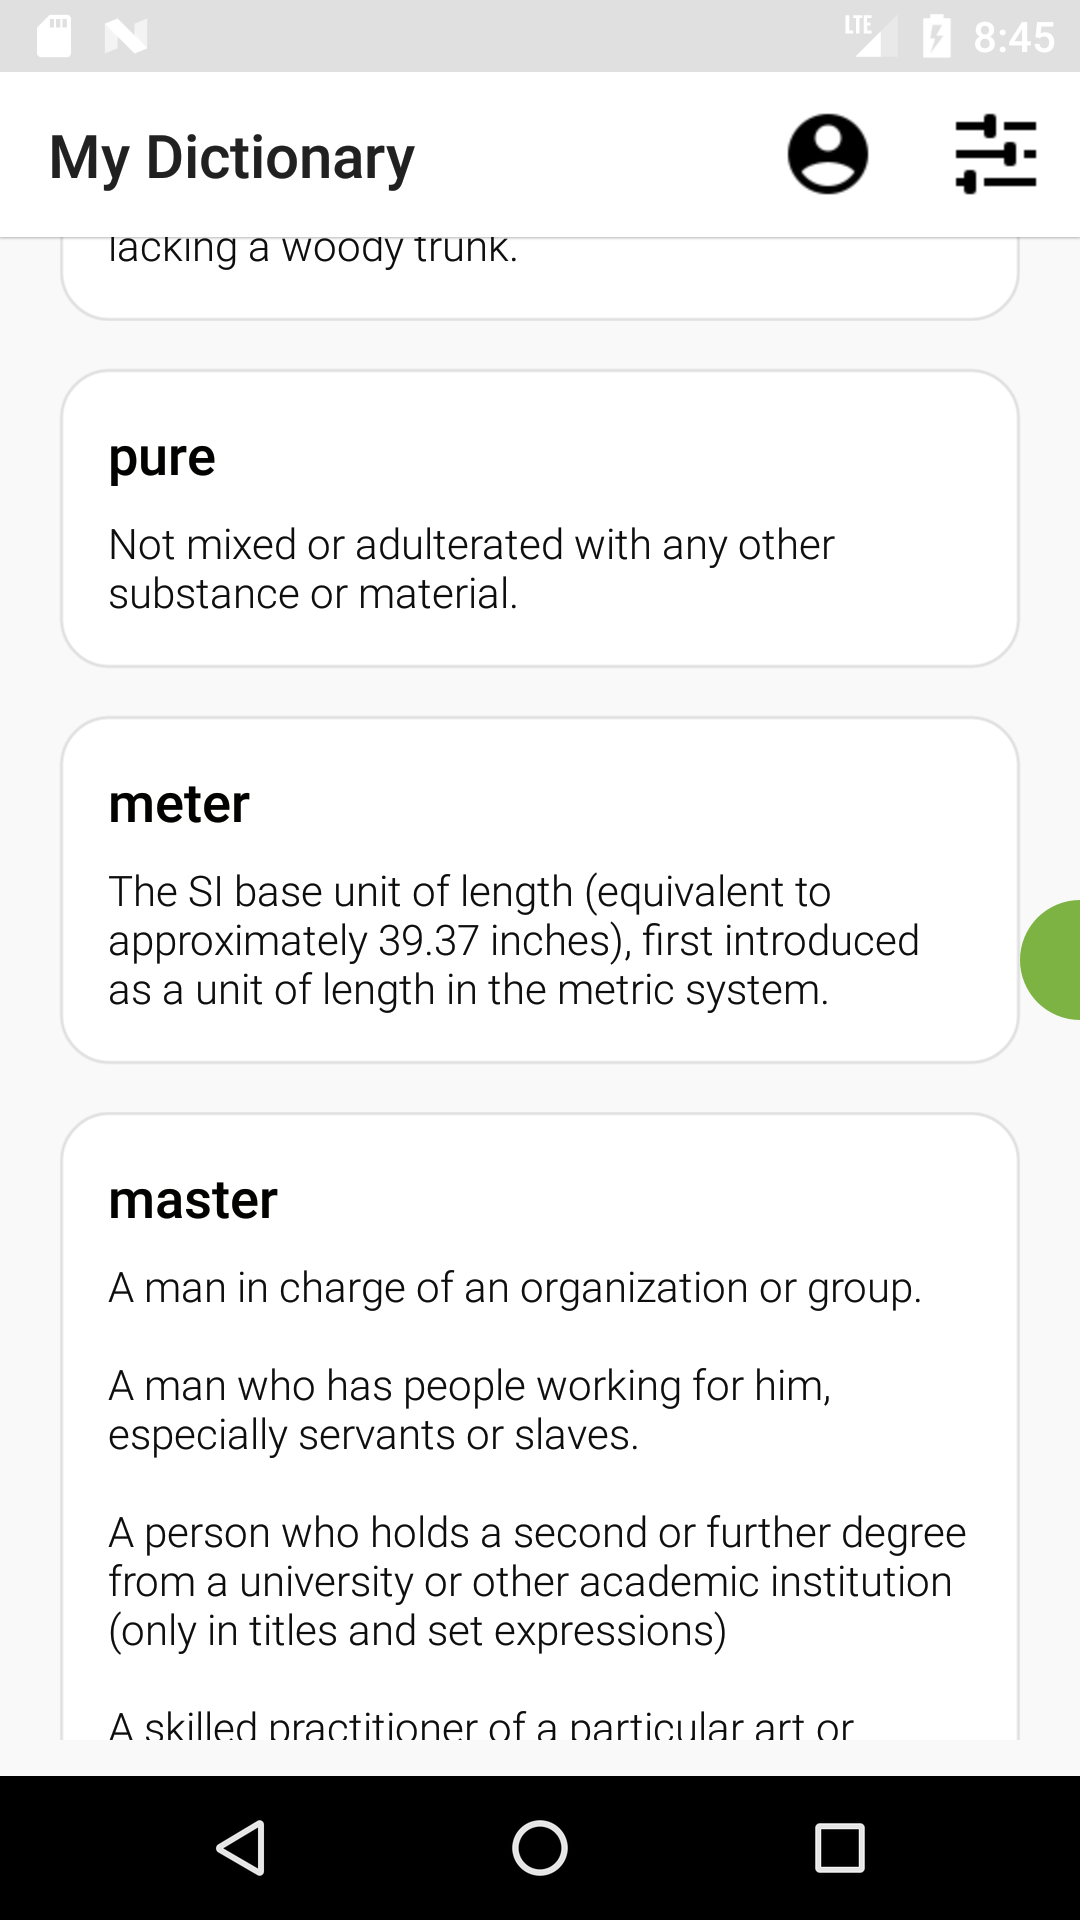 LTE 8:45
My Dictionary
lacking a woody trunk.
pure
Not mixed or adulterated with any other
substance or material.
meter
The SI base unit of length (equivalent to
approximately 39.37 inches), first introduced
as a unit of length in the metric system.
master
A man in charge of an organization or group.
A man who has people working for him,
especially servants or slaves.
A person who holds a second or further degree
from a university or other academic institution
(only in titles and set expressions)
A skilled practitioner of a particular art or